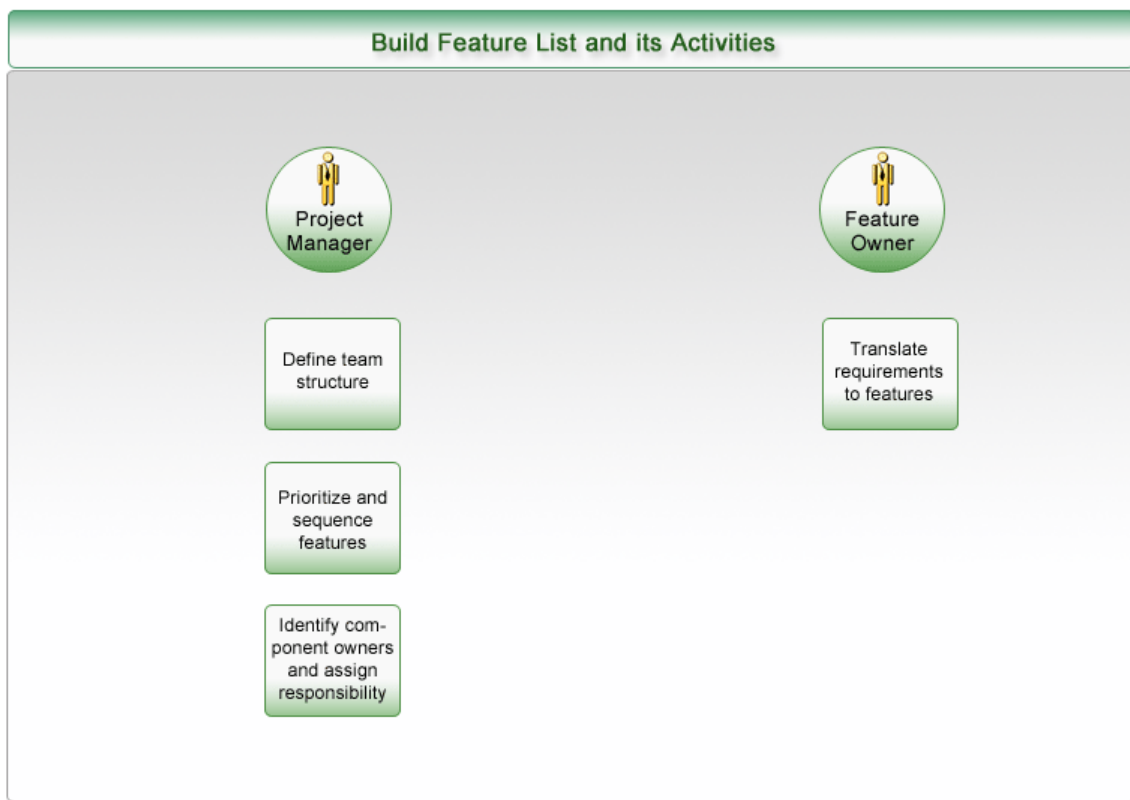 Build Feature List and its Activities
Project
Manager
Feature
Owner
Define team
structure
Translate
requirements
to features
Prioritize and
sequence
features
Identify com-
ponent owners
and assign
responsibility